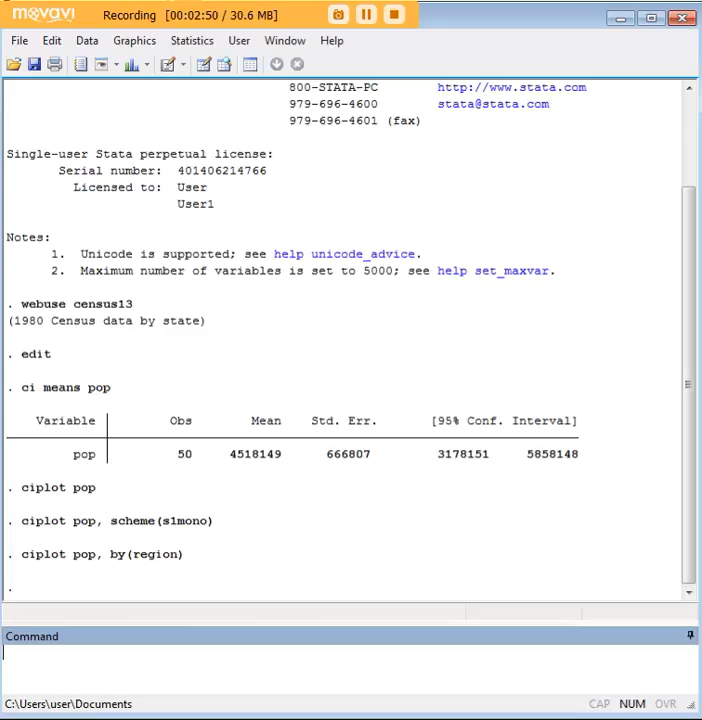 movavi Recording [00:02:50 / 30.6 MB]
File Edit Data Graphics Statistics User Window Help
800-STATA-PC http://www.stata.com
979-696-4600 stata@stata.com
979-696-4601 (fax)
Single-user Stata perpetual license:
Serial number: 401406214766
Licensed to: User
User1
Notes:
1. Unicode is supported; see help unicode_advice.
2. Maximum number of variables is set to 5000; see help set_maxvar.
. webuse census13
(1980 Census data by state)
. edit
. ci means pop
Variable Obs Mean Std. Err. [95% Conf. Interval]
pop 50 4518149 666807 3178151 5858148
. ciplot pop
. ciplot pop, scheme(s1mono)
. ciplot pop, by(region)
.
Command
C:\Users\user\Documents CAP NUM OVR